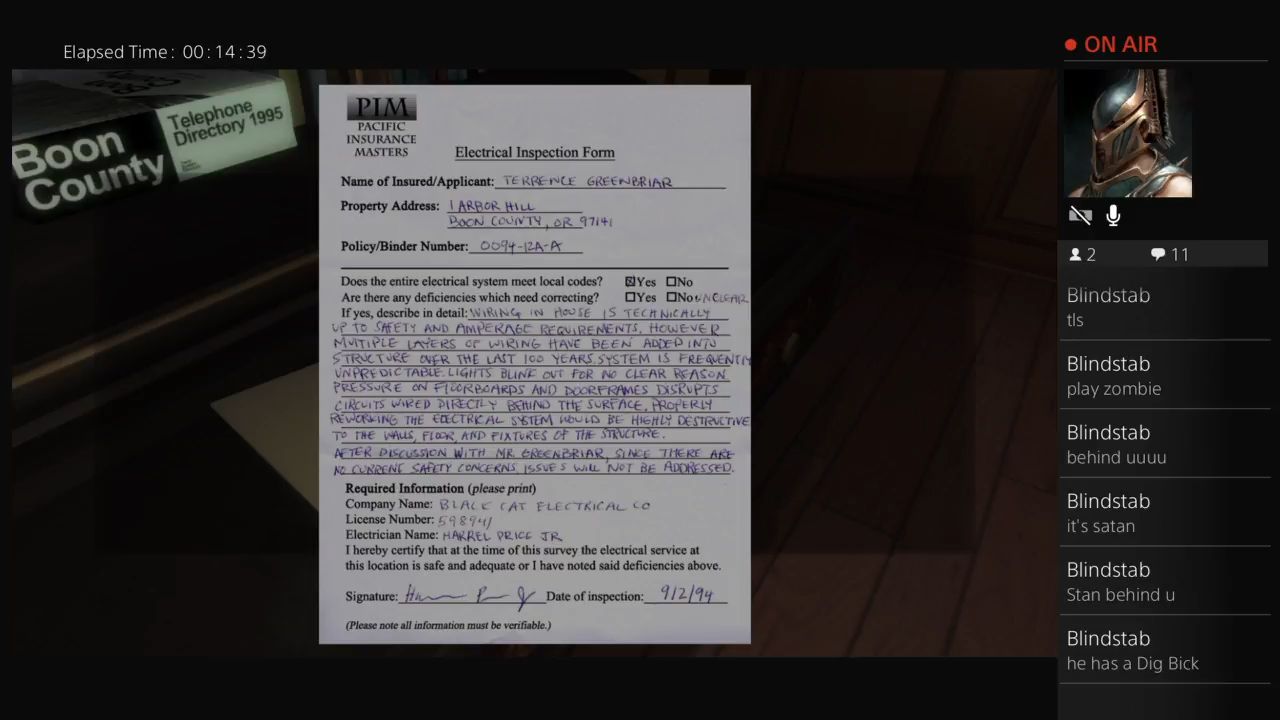 Elapsed Time: 00:14:39
ON AIR
Boon
County
Telephone
Directory 1995
PIM
PACIFIC
INSURANCE
MASTERS
Electrical Inspection Form
Name of Insured/Applicant: TERRENCE GREENBRIAR
Property Address: 1 ARBOR HILL
BOON COUNTY, OR 97141
Policy/Binder Number: 0094-12A-A
Does the entire electrical system meet local codes? ☒Yes ☐No
Are there any deficiencies which need correcting? ☐Yes ☐No UNCLEAR
If yes, describe in detail: WIRING IN HOUSE IS TECHNICALLY
UP TO SAFETY AND AMPERAGE REQUIREMENTS. HOWEVER
MULTIPLE LAYERS OF WIRING HAVE BEEN ADDED INTO
STRUCTURE OVER THE LAST 100 YEARS. SYSTEM IS FREQUENTLY
UNPREDICTABLE. LIGHTS BLINK OUT FOR NO CLEAR REASON.
PRESSURE ON FLOORBOARDS AND DOORFRAMES DISRUPTS
CIRCUITS WIRED DIRECTLY BEHIND THE SURFACE. PROPERLY
REWORKING THE ELECTRICAL SYSTEM WOULD BE HIGHLY DESTRUCTIVE
TO THE WALLS, FLOOR, AND FIXTURES OF THE STRUCTURE.
AFTER DISCUSSION WITH MR. GREENBRIAR, SINCE THERE ARE
NO CURRENT SAFETY CONCERNS, ISSUES WILL NOT BE ADDRESSED.
Required Information (please print)
Company Name: BLACK CAT ELECTRICAL CO
License Number: 598941
Electrician Name: HARREL PRICE JR
I hereby certify that at the time of this survey the electrical service at
this location is safe and adequate or I have noted said deficiencies above.
Signature: Date of inspection: 9/2/94
(Please note all information must be verifiable.)
2 11
Blindstab
tls
Blindstab
play zombie
Blindstab
behind uuuu
Blindstab
it's satan
Blindstab
Stan behind u
Blindstab
he has a Dig Bick